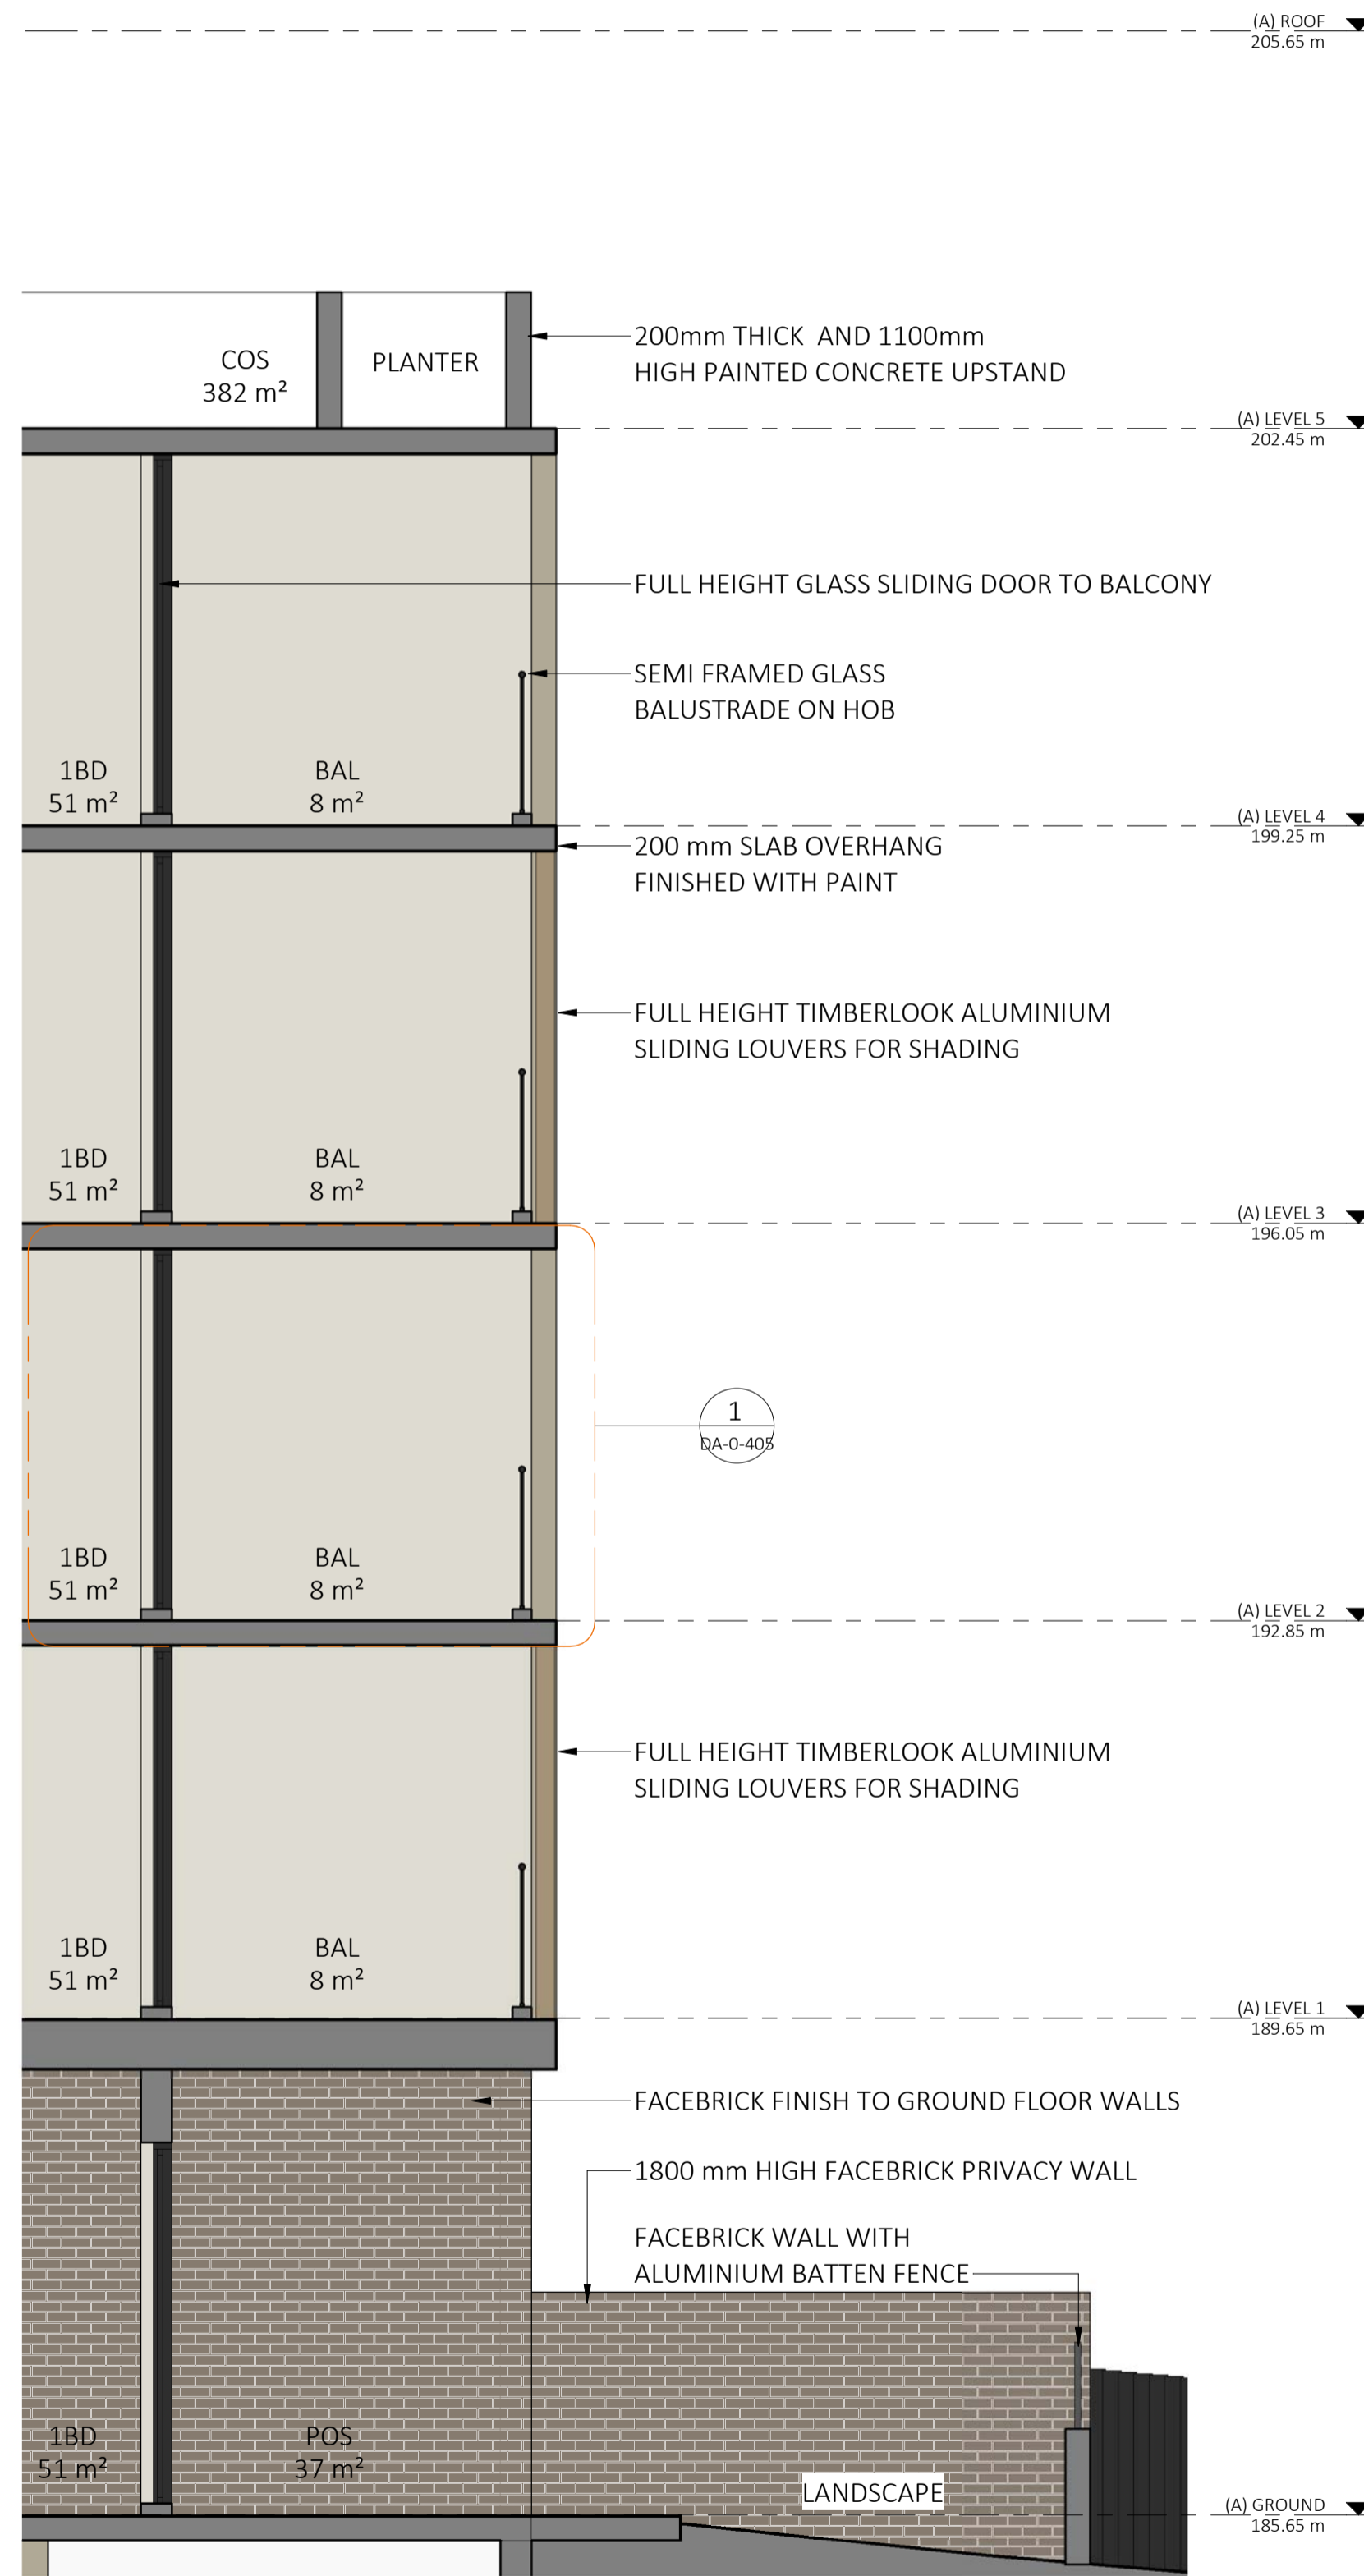 (A) ROOF
205.65 m
200mm THICK AND 1100mm
HIGH PAINTED CONCRETE UPSTAND
COS
382 m²
PLANTER
(A) LEVEL 5
202.45 m
FULL HEIGHT GLASS SLIDING DOOR TO BALCONY
SEMI FRAMED GLASS
BALUSTRADE ON HOB
1BD
51 m²
BAL
8 m²
(A) LEVEL 4
199.25 m
200 mm SLAB OVERHANG
FINISHED WITH PAINT
FULL HEIGHT TIMBERLOOK ALUMINIUM
SLIDING LOUVERS FOR SHADING
1BD
51 m²
BAL
8 m²
(A) LEVEL 3
196.05 m
1
DA-0-405
1BD
51 m²
BAL
8 m²
(A) LEVEL 2
192.85 m
FULL HEIGHT TIMBERLOOK ALUMINIUM
SLIDING LOUVERS FOR SHADING
1BD
51 m²
BAL
8 m²
(A) LEVEL 1
189.65 m
FACEBRICK FINISH TO GROUND FLOOR WALLS
1800 mm HIGH FACEBRICK PRIVACY WALL
FACEBRICK WALL WITH
ALUMINIUM BATTEN FENCE
1BD
51 m²
POS
37 m²
LANDSCAPE
(A) GROUND
185.65 m